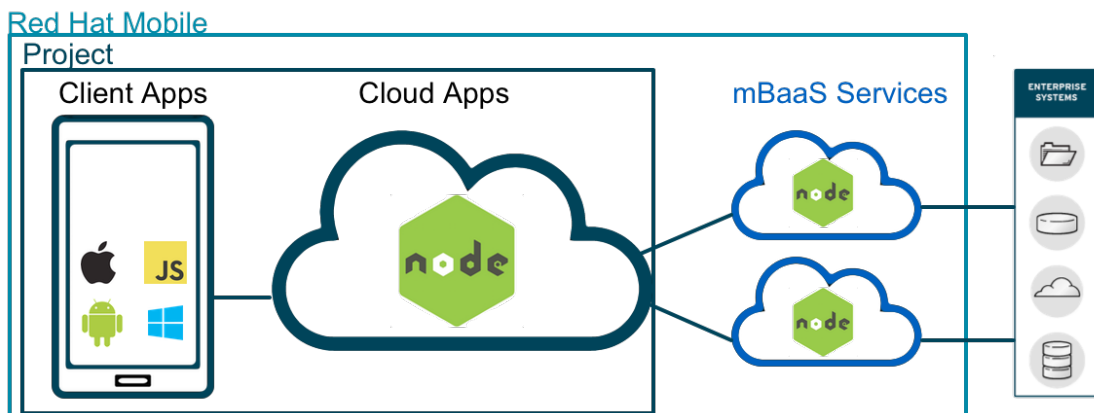 Red Hat Mobile
Project
Client Apps
Cloud Apps
mBaaS Services
ENTERPRISE
SYSTEMS
JS
node
node
node